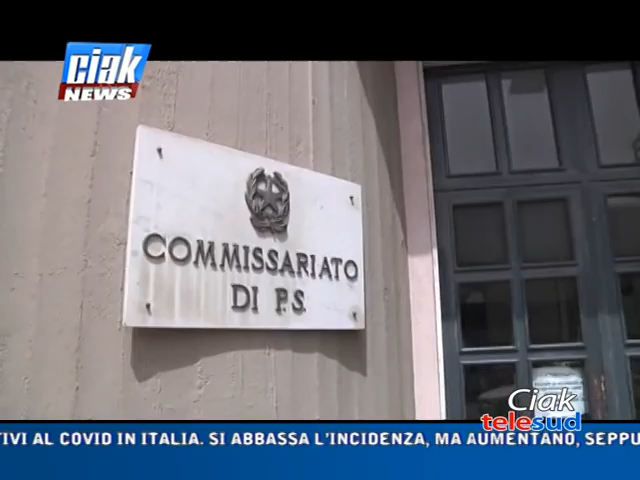 ciak
NEWS
COMMISSARIATO
DI P.S.
Ciak
telesud
TIVI AL COVID IN ITALIA. SI ABBASSA L'INCIDENZA, MA AUMENTANO, SEPPU